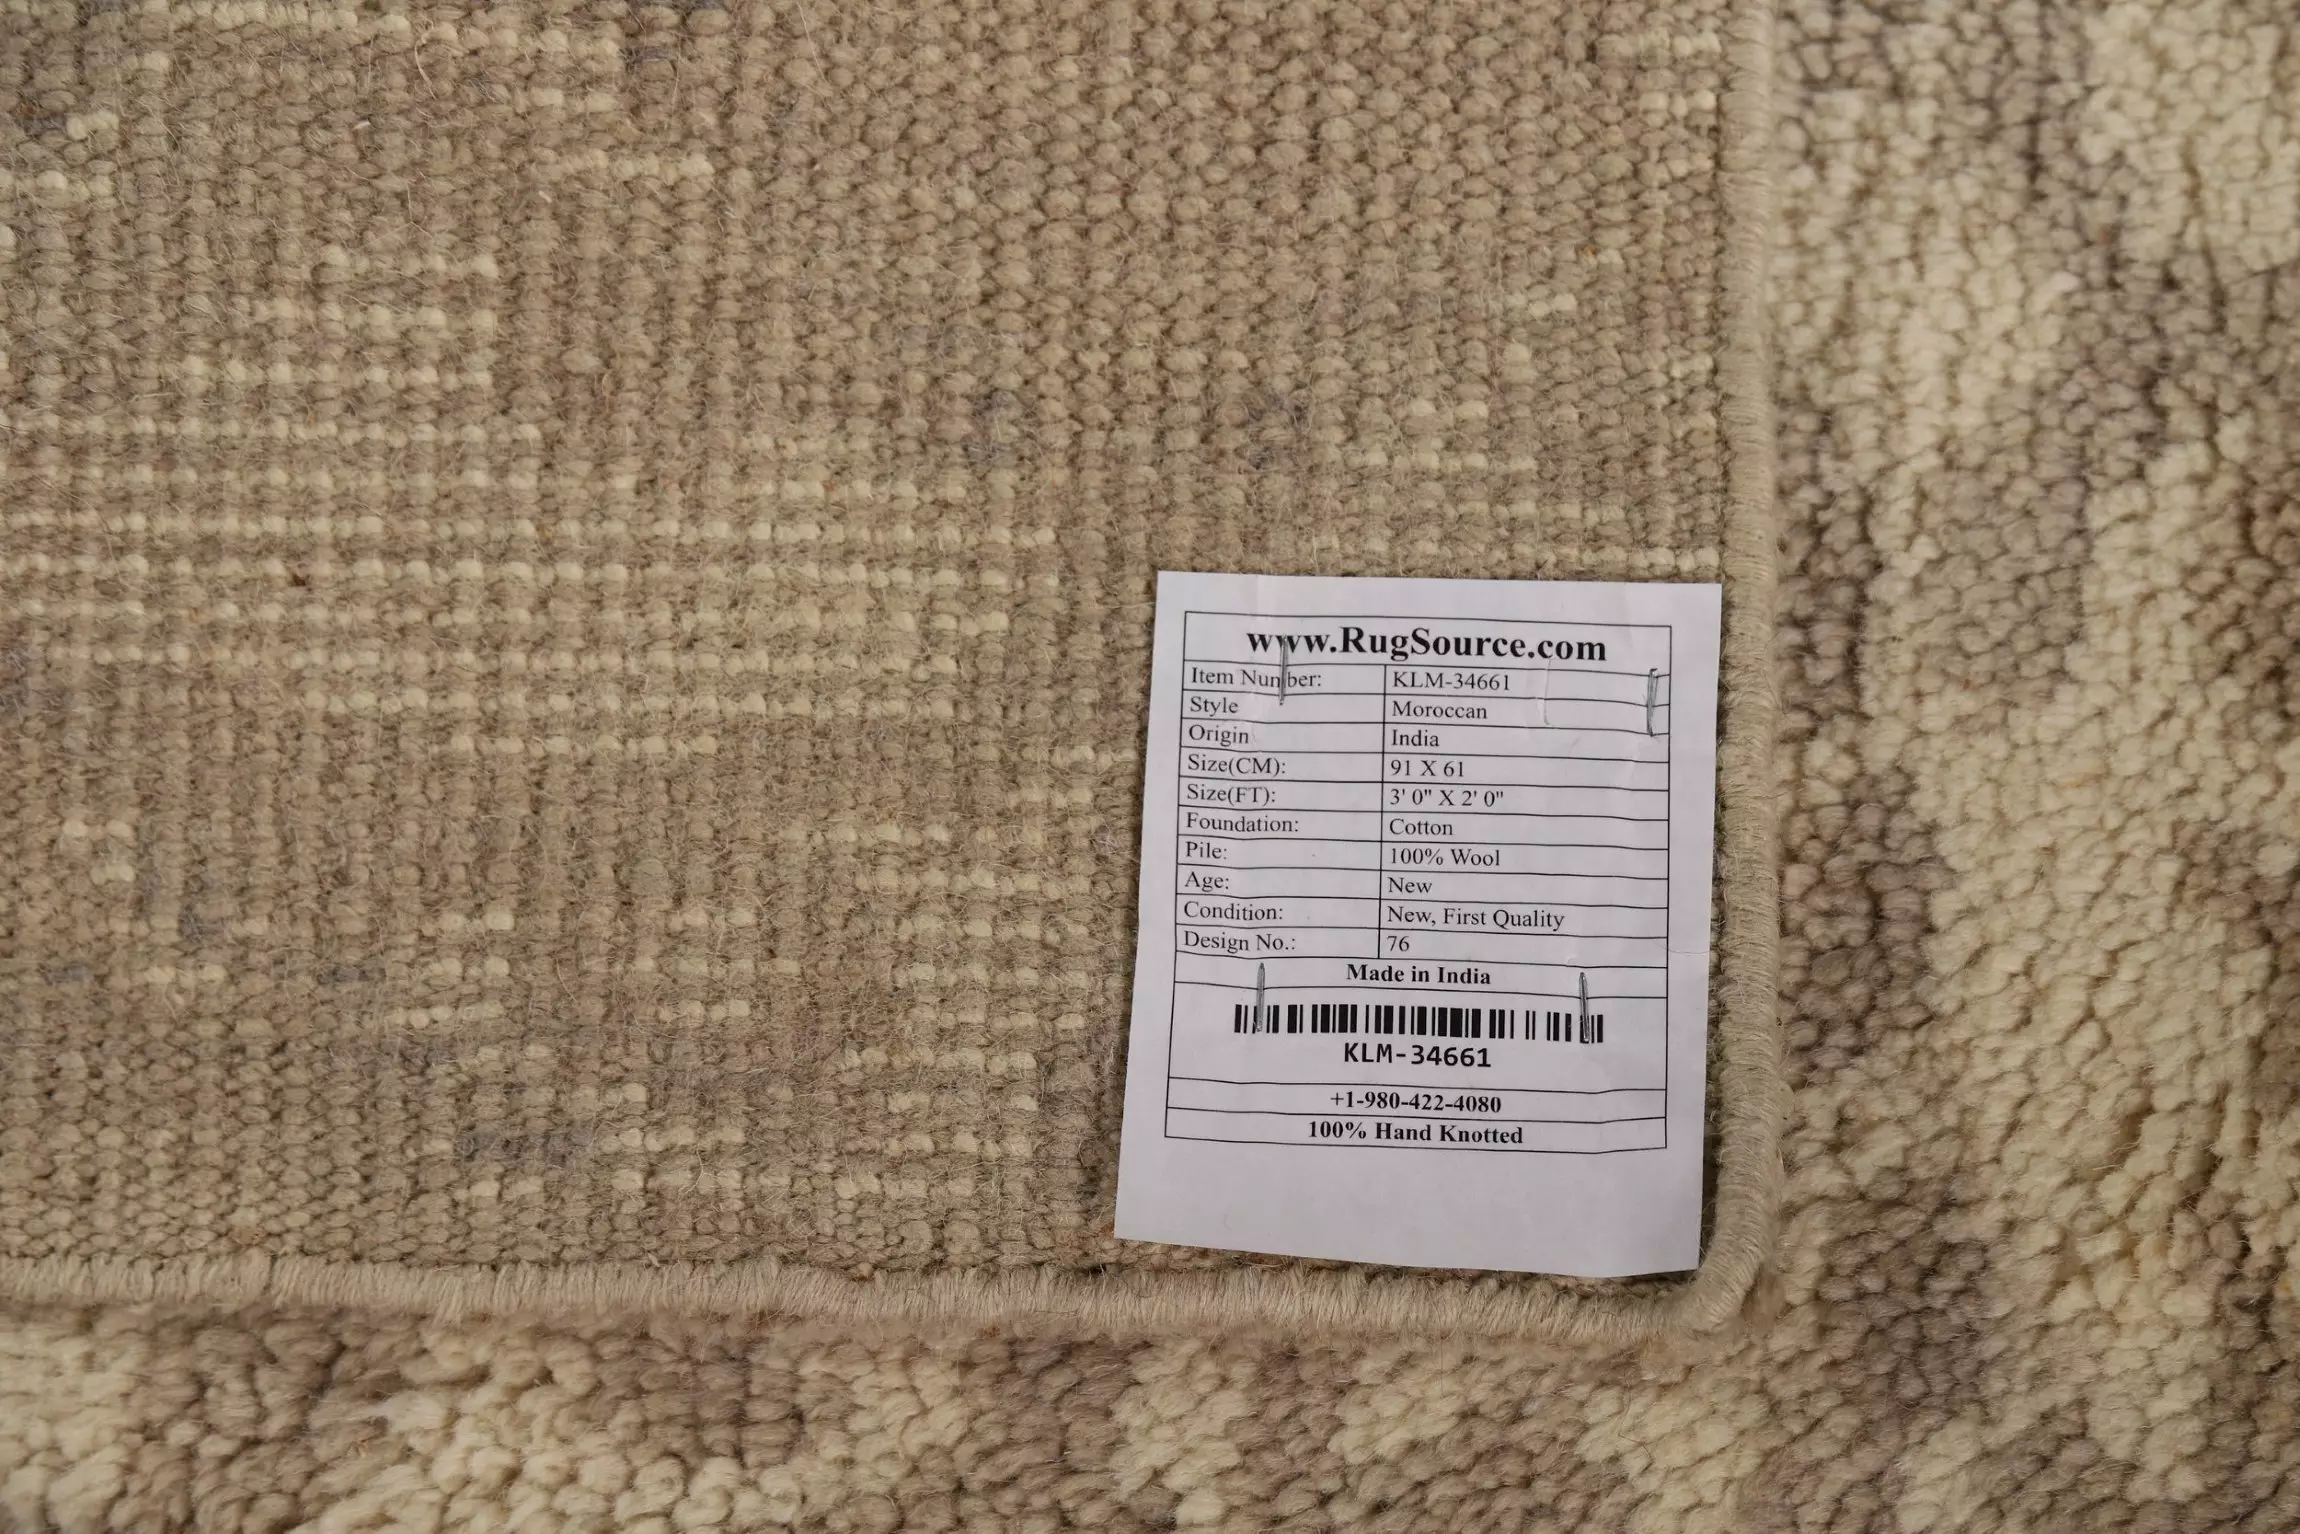 www.RugSource.com
Item Number: KLM-34661
Style Moroccan
Origin India
Size(CM): 91 X 61
Size(FT): 3' 0" X 2' 0"
Foundation: Cotton
Pile: 100% Wool
Age: New
Condition: New, First Quality
Design No.: 76
Made in India
KLM-34661
+1-980-422-4080
100% Hand Knotted